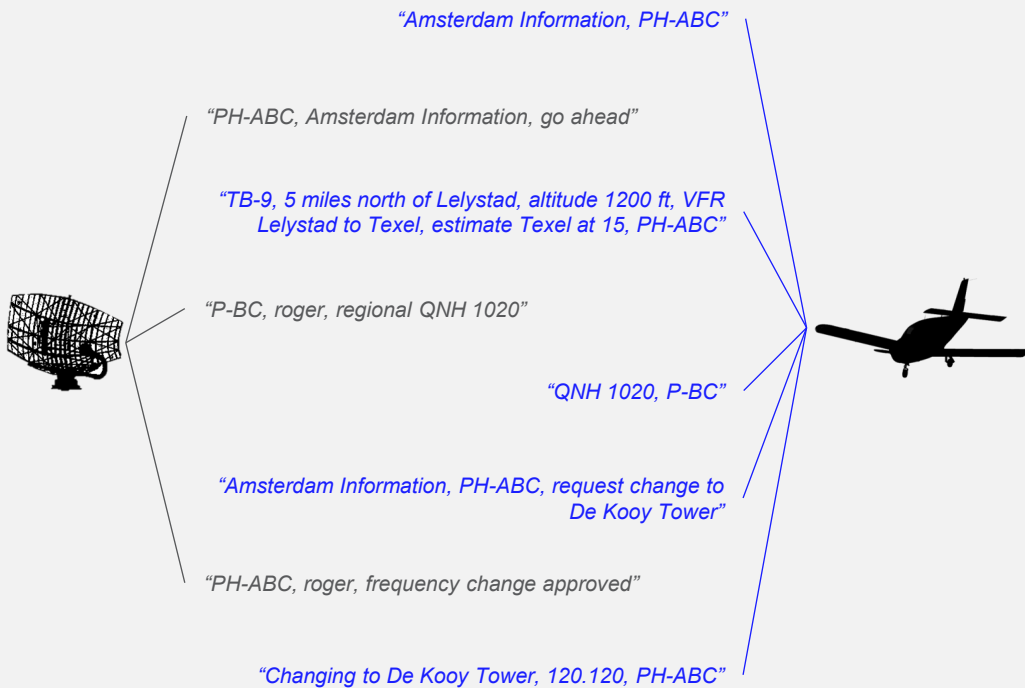 “Amsterdam Information, PH-ABC”
“PH-ABC, Amsterdam Information, go ahead”
“TB-9, 5 miles north of Lelystad, altitude 1200 ft, VFR
Lelystad to Texel, estimate Texel at 15, PH-ABC”
“P-BC, roger, regional QNH 1020”
“QNH 1020, P-BC”
“Amsterdam Information, PH-ABC, request change to
De Kooy Tower”
“PH-ABC, roger, frequency change approved”
“Changing to De Kooy Tower, 120.120, PH-ABC”